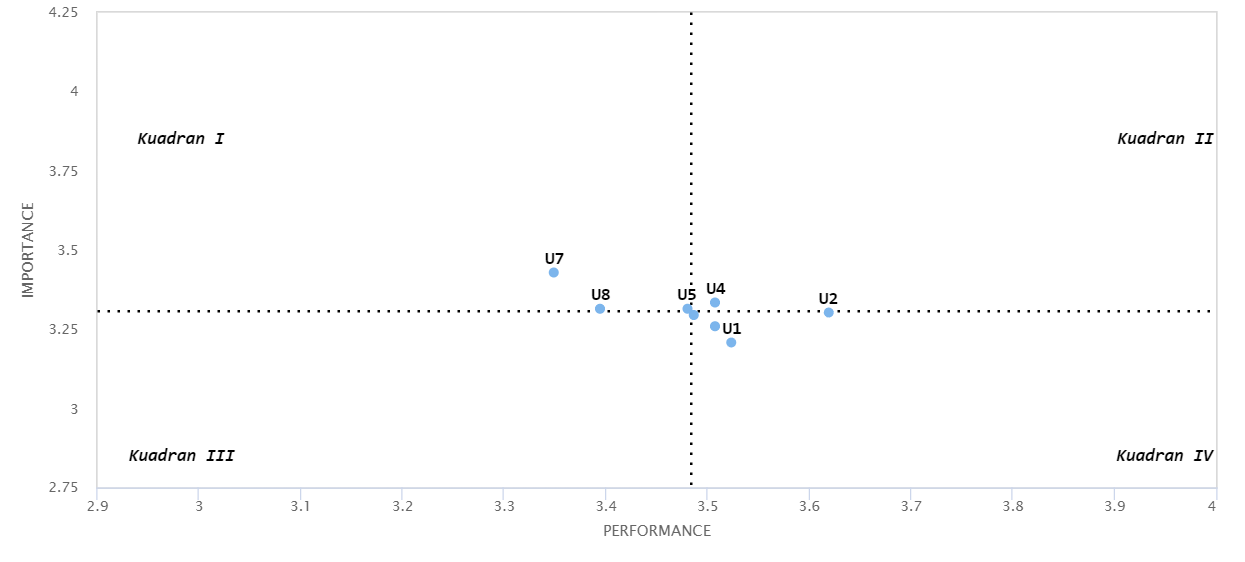 4.25
4
Kuadran I
Kuadran II
3.75
IMPORTANCE
3.5
U7
U8
U5
U4
U2
3.25
U1
3
Kuadran III
Kuadran IV
2.75
2.9
3
3.1
3.2
3.3
3.4
3.5
3.6
3.7
3.8
3.9
4
PERFORMANCE